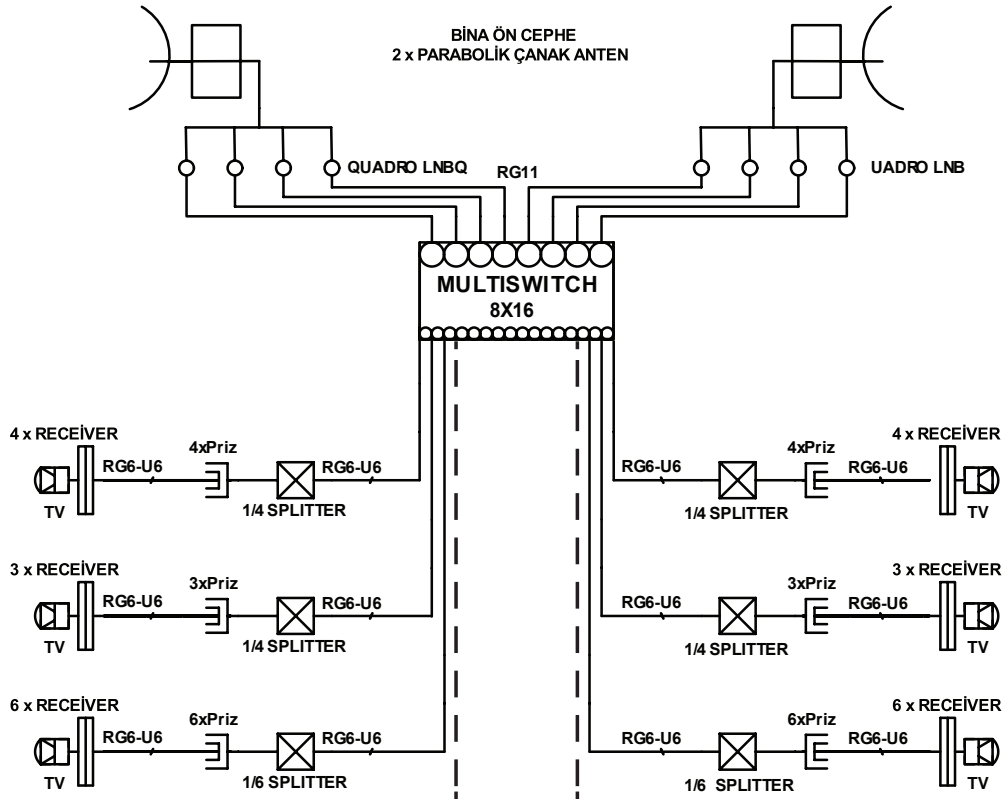 BİNA ÖN CEPHE
2 x PARABOLİK ÇANAK ANTEN
QUADRO LNBQ
RG11
UADRO LNB
MULTISWITCH
8X16
4 x RECEİVER
4xPriz
4xPriz
4 x RECEİVER
RG6-U6
RG6-U6
RG6-U6
RG6-U6
TV
1/4 SPLITTER
1/4 SPLITTER
TV
3 x RECEİVER
3xPriz
3xPriz
3 x RECEİVER
RG6-U6
RG6-U6
RG6-U6
RG6-U6
TV
1/4 SPLITTER
1/4 SPLITTER
TV
6 x RECEİVER
6xPriz
6xPriz
6 x RECEİVER
RG6-U6
RG6-U6
RG6-U6
RG6-U6
TV
1/6 SPLITTER
1/6 SPLITTER
TV